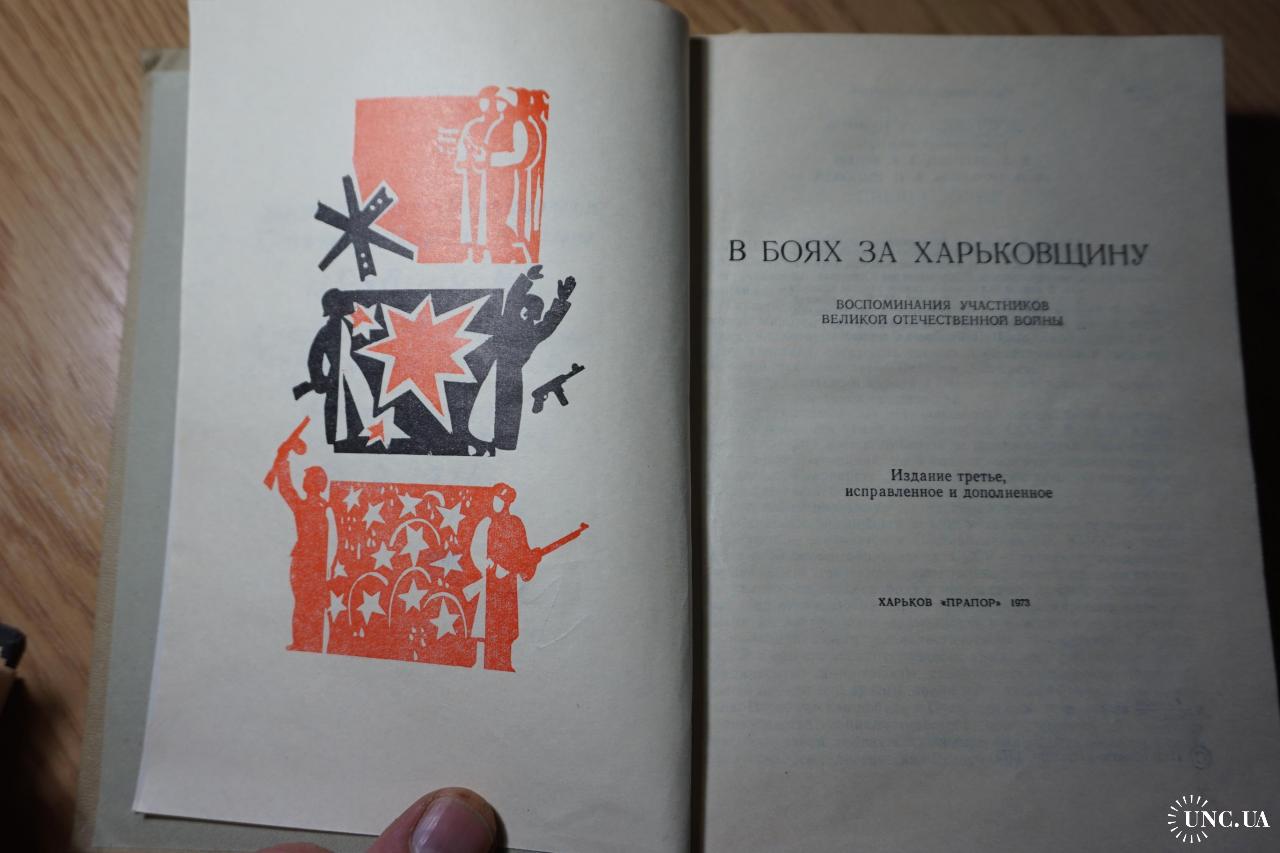 В БОЯХ ЗА ХАРЬКОВЩИНУ
ВОСПОМИНАНИЯ УЧАСТНИКОВ
ВЕЛИКОЙ ОТЕЧЕСТВЕННОЙ ВОЙНЫ
Издание третье,
исправленное и дополненное
ХАРЬКОВ «ПРАПОР» 1973
UNC.UA